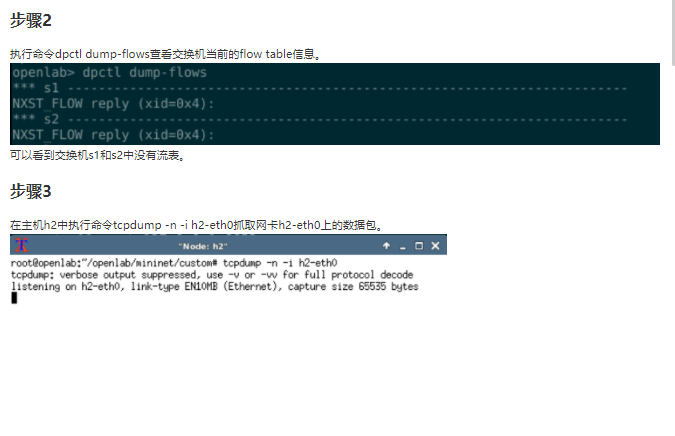 步骤2
执行命令dpctl dump-flows查看交换机当前的flow table信息。
openlab> dpctl dump-flows
*** s1 ------------------------------------------------------------------------
NXST_FLOW reply (xid=0x4):
*** s2 ------------------------------------------------------------------------
NXST_FLOW reply (xid=0x4):
可以看到交换机s1和s2中没有流表。
步骤3
在主机h2中执行命令tcpdump -n -i h2-eth0抓取网卡h2-eth0上的数据包。
"Node: h2"
root@openlab:~/openlab/mininet/custom# tcpdump -n -i h2-eth0
tcpdump: verbose output suppressed, use -v or -vv for full protocol decode
listening on h2-eth0, link-type EN10MB (Ethernet), capture size 65535 bytes